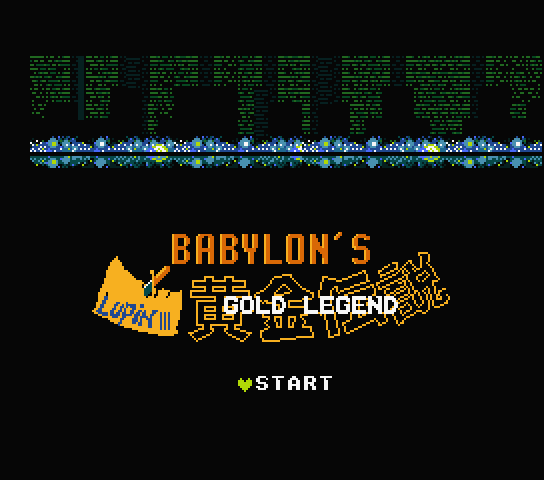 BABYLON'S
LUPIN III
黄金伝説
GOLD LEGEND
START